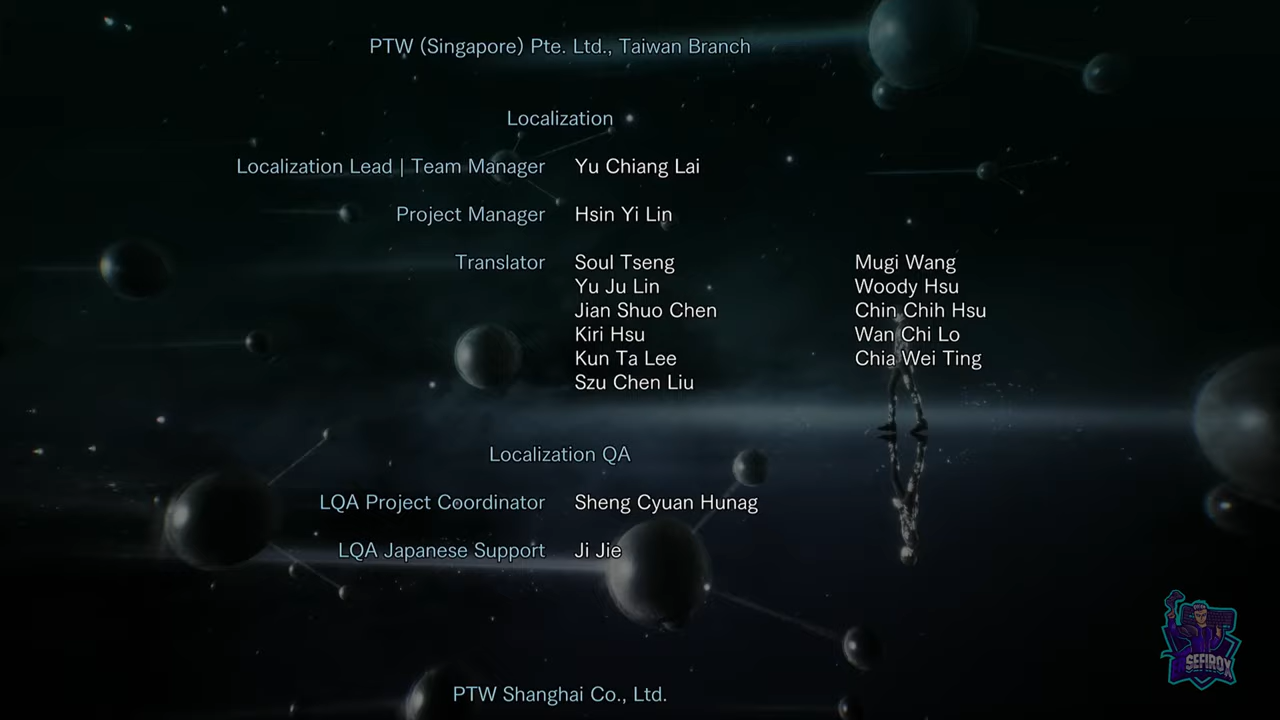 PTW (Singapore) Pte. Ltd., Taiwan Branch
Localization
Localization Lead | Team Manager Yu Chiang Lai
Project Manager Hsin Yi Lin
Translator Soul Tseng Mugi Wang
Yu Ju Lin Woody Hsu
Jian Shuo Chen Chin Chih Hsu
Kiri Hsu Wan Chi Lo
Kun Ta Lee Chia Wei Ting
Szu Chen Liu
Localization QA
LQA Project Coordinator Sheng Cyuan Hunag
LQA Japanese Support Ji Jie
SEFIROX
PTW Shanghai Co., Ltd.